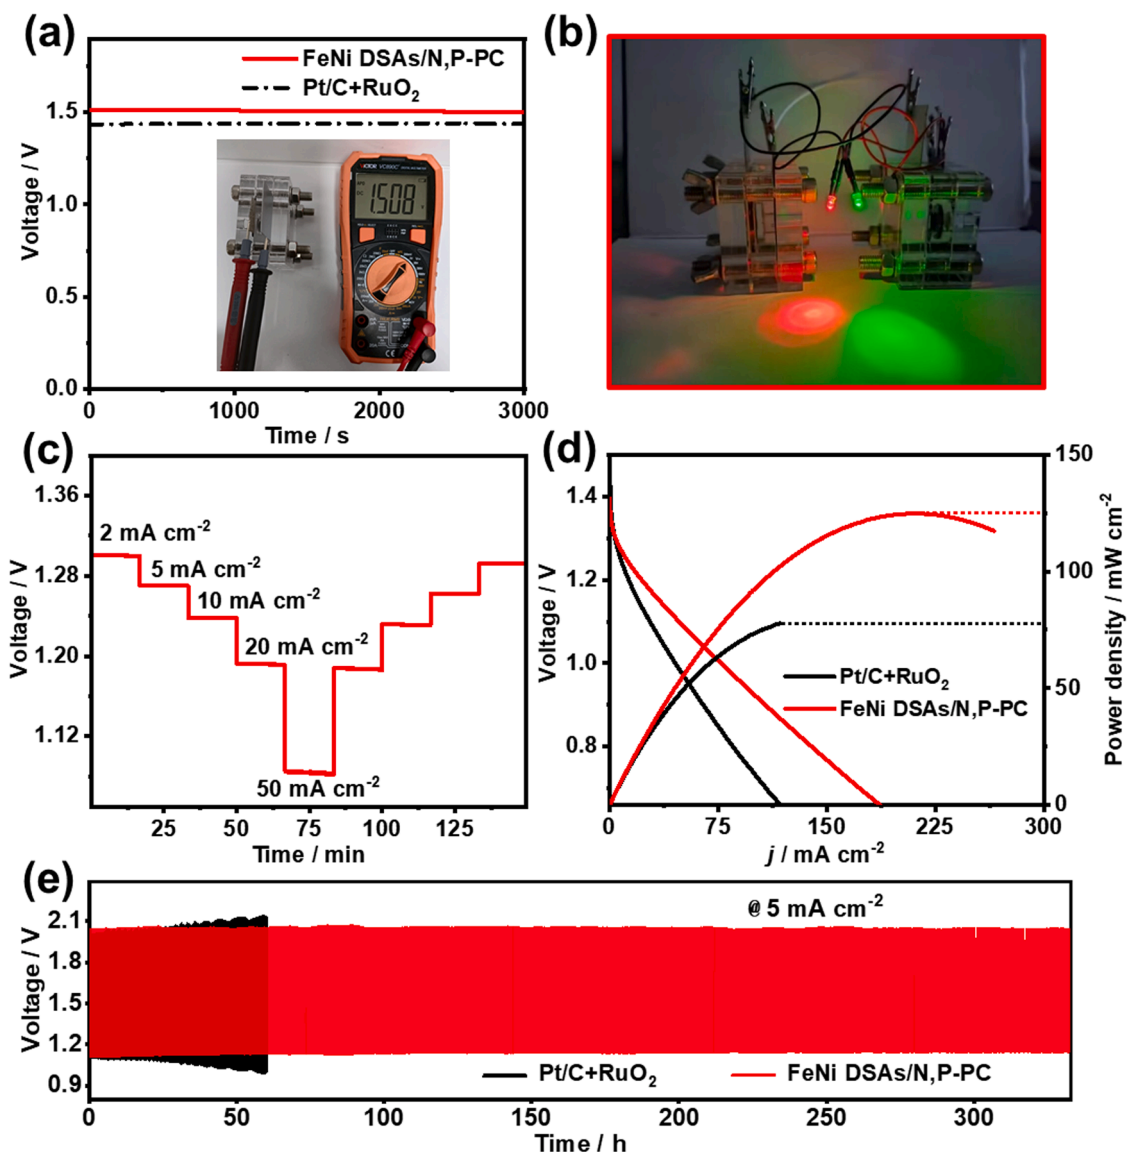 (a)
FeNi DSAs/N,P-PC
Pt/C+RuO₂
1.5
1.0
0.5
0.0
Voltage / V
0
1000
2000
3000
Time / s
1.508
CE
(b)
(c)
1.36
1.28
1.20
1.12
Voltage / V
2 mA cm⁻²
5 mA cm⁻²
10 mA cm⁻²
20 mA cm⁻²
50 mA cm⁻²
25
50
75
100
125
Time / min
(d)
1.4
1.2
1.0
0.8
Voltage / V
Pt/C+RuO₂
FeNi DSAs/N,P-PC
150
100
50
0
Power density / mW cm⁻²
0
75
150
225
300
j / mA cm⁻²
(e)
2.1
1.8
1.5
1.2
0.9
Voltage / V
@ 5 mA cm⁻²
Pt/C+RuO₂
FeNi DSAs/N,P-PC
0
50
100
150
200
250
300
Time / h